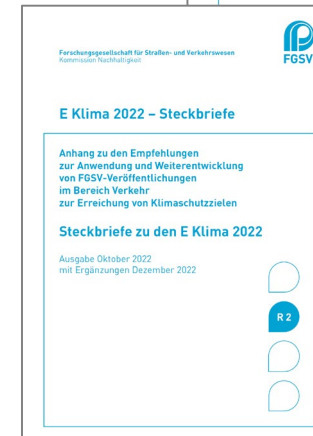 Forschungsgesellschaft für Straßen- und Verkehrswesen
Kommission Nachhaltigkeit
FGSV
E Klima 2022 – Steckbriefe
Anhang zu den Empfehlungen
zur Anwendung und Weiterentwicklung
von FGSV-Veröffentlichungen
im Bereich Verkehr
zur Erreichung von Klimaschutzzielen
Steckbriefe zu den E Klima 2022
Ausgabe Oktober 2022
mit Ergänzungen Dezember 2022
R 2